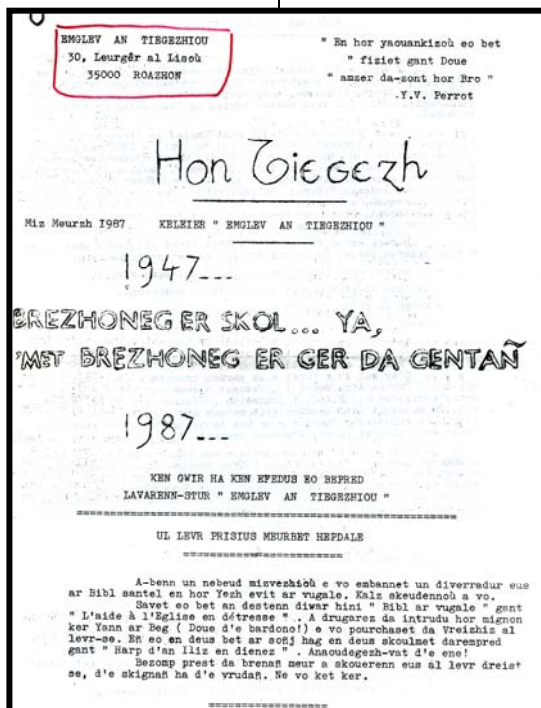 EMGLEV AN TIEGEZHIOU
30, Leurgêr al Lisoù
35000 ROAZHON
" En hor yaouankizoù eo bet
" fiziet gant Doue
" amzer da-zont hor Bro "
Y.V. Perrot
Hon Tiegezh
Miz Meurzh 1987 KELEIER " EMGLEV AN TIEGEZHIOU "
1947...
BREZHONEG ER SKOL... YA,
'MET BREZHONEG ER GER DA GENTAÑ
1987...
KEN GWIR HA KEN EFEDUS EO BEPRED
LAVARENN-STUR " EMGLEV AN TIEGEZHIOU "
UL LEVR PRISIUS MEURBET HEPDALE
A-benn un nebeud mizvezhioù e vo embannet un diverradur eus
ar Bibl santel en hor Yezh evit ar vugale. Kalz skeudennoù a vo.
Savet eo bet an destenn diwar hini " Bibl ar vugale " gant
" L'aide à l'Eglise en détresse " . A drugarez da intrudu hor mignon
ker Yann ar Beg ( Doue d'e bardono!) e vo pourchaset da Vreizhiz al
levr-se. Eñ eo en deus bet ar soñj hag en deus skoulmet darempred
gant " Harp d'an Iliz en dienez " . Anaoudegezh-vat d'e ene!
Bezomp prest da brenañ meur a skouerenn eus al levr dreist
se, d'e skignañ ha d'e vrudañ. Ne vo ket ker.